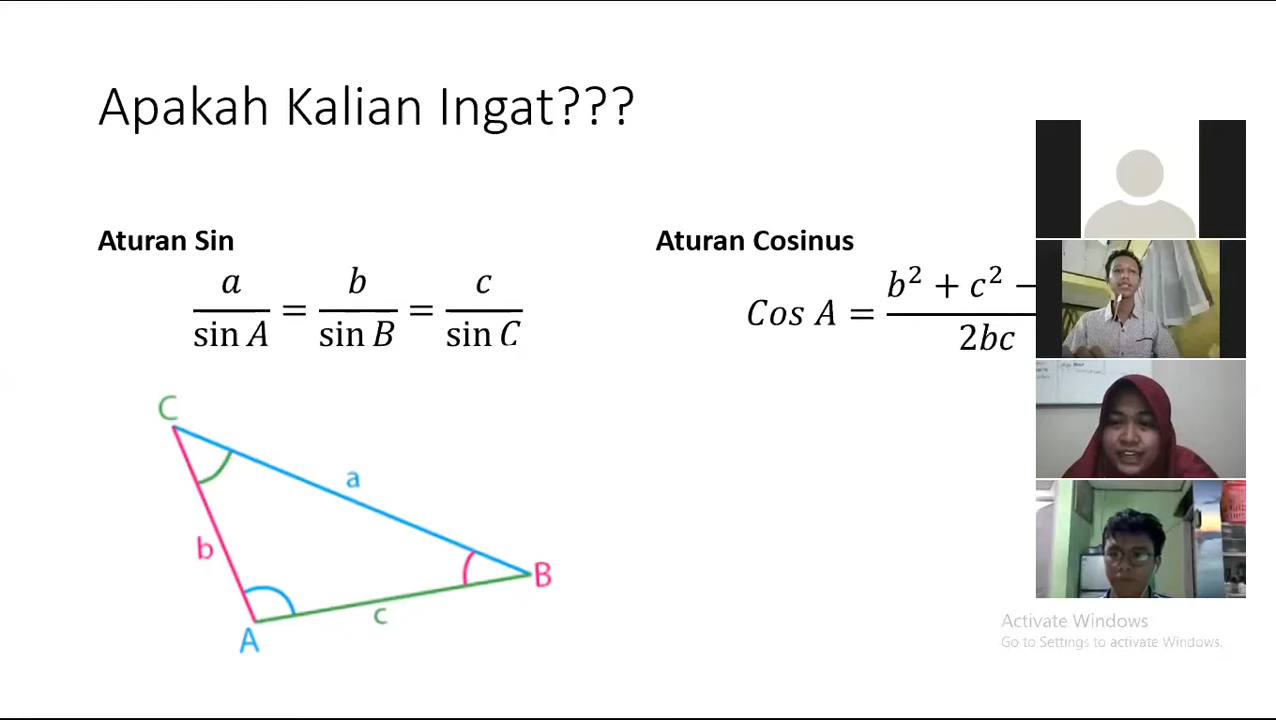 Apakah Kalian Ingat???
Aturan Sin
a/sin A = b/sin B = c/sin C
Aturan Cosinus
Cos A = b² + c² −/2bc
C
a
b
B
c
A
Activate Windows
Go to Settings to activate Windows.